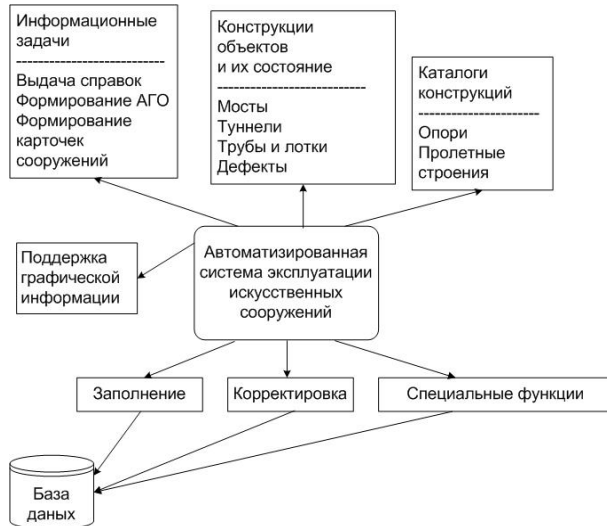 Информационные
задачи
---------------------------
Выдача справок
Формирование АГО
Формирование
карточек
сооружений
Конструкции
объектов
и их состояние
---------------------------
Мосты
Туннели
Трубы и лотки
Дефекты
Каталоги
конструкций
----------------------
Опори
Пролетные
строения
Поддержка
графической
информации
Автоматизированная
система эксплуатации
искусственных
сооружений
Заполнение
Корректировка
Специальные функции
База
даных